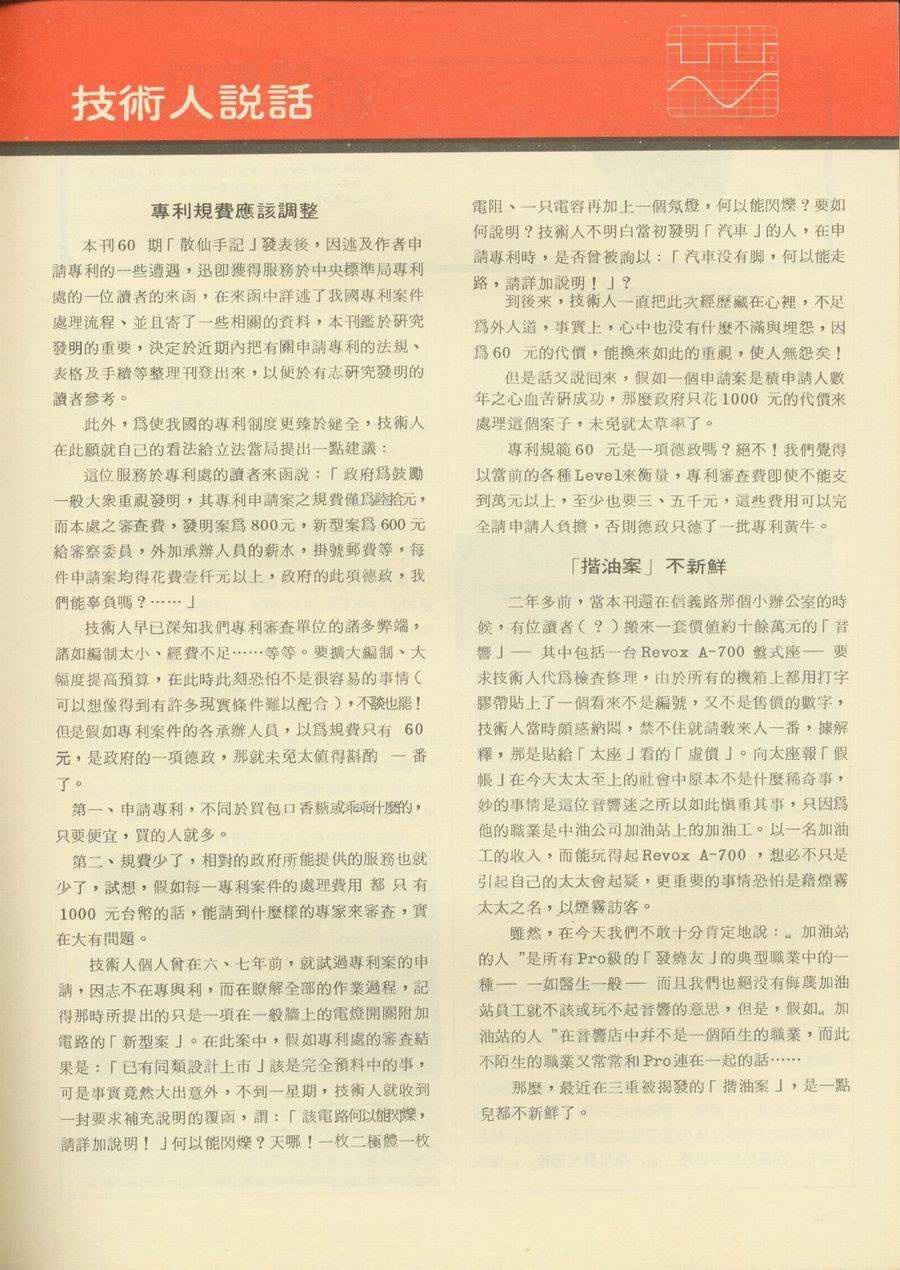 技術人説話
專利規費應該調整
本刊60 期「散仙手記」發表後，因述及作者申
請專利的一些遭遇，迅卽獲得服務於中央標準局專利
處的一位讀者的來函，在來函中詳述了我國專利案件
處理流程、並且寄了一些相關的資料，本刊鑑於硏究
發明的重要，決定於近期內把有關申請專利的法規、
表格及手續等整理刊登出來，以便於有志硏究發明的
讀者參考。
此外，爲使我國的專利制度更臻於健全，技術人
在此願就自己的看法給立法當局提出一點建議：
這位服務於專利處的讀者來函說：「政府爲鼓勵
一般大衆重視發明，其專利申請案之規費僅爲陸拾元，
而本處之審查費，發明案爲 800元，新型案爲 600 元
給審察委員，外加承辦人員的薪水，掛號郵費等，每
件申請案均得花費壹仟元以上，政府的此項德政，我
們能辜負嗎？……」
技術人早已深知我們專利審查單位的諸多弊端，
諸如編制太小、經費不足……等等。要擴大編制、大
幅度提高預算，在此時此刻恐怕不是很容易的事情（
可以想像得到有許多現實條件難以配合），不談也罷！
但是假如專利案件的各承辦人員，以爲規費只有 60
元，是政府的一項德政，那就未免太值得斟酌 一 番
了。
第一、申請專利，不同於買包口香糖或乖乖什麼的，
只要便宜，買的人就多。
第二、規費少了，相對的政府所能提供的服務也就
少了，試想，假如每一專利案件的處理費用 都 只 有
1000 元台幣的話，能請到什麼樣的專家來審查，實
在大有問題。
技術人個人曾在六、七年前，就試過專利案的申
請，因志不在專與利，而在瞭解全部的作業過程，記
得那時所提出的只是一項在一般牆上的電燈開關附加
電路的「新型案」。在此案中，假如專利處的審查結
果是：「已有同類設計上市」該是完全預料中的事，
可是事實竟然大出意外，不到一星期，技術人就收到
一封要求補充說明的覆函，謂：「該電路何以能閃爍，
請詳加說明！」何以能閃爍？天哪！一枚二極體一枚
電阻、一只電容再加上一個氖燈，何以能閃爍？要如
何說明？技術人不明白當初發明「汽車」的人，在申
請專利時，是否曾被詢以：「汽車没有脚，何以能走
路，請詳加說明！」？
到後來，技術人一直把此次經歷藏在心裡，不足
爲外人道，事實上，心中也没有什麼不滿與埋怨，因
爲60 元的代價，能換來如此的重視，使人無怨矣！
但是話又說回來，假如一個申請案是積申請人數
年之心血苦硏成功，那麼政府只花1000 元的代價來
處理這個案子，未免就太草率了。
專利規範60 元是一項德政嗎？絕不！我們覺得
以當前的各種Level來衡量，專利審查費卽使不能支
到萬元以上，至少也要三、五千元，這些費用可以完
全請申請人負擔，否則德政只德了一批專利黃牛。
「揩油案」不新鮮
二年多前，當本刊還在信義路那個小辦公室的時
候，有位讀者（？）搬來一套價值約十餘萬元的「音
響」— 其中包括一台 Revox A-700 盤式座— 要
求技術人代爲檢查修理，由於所有的機箱上都用打字
膠帶貼上了一個看來不是編號，又不是售價的數字，
技術人當時頗感納悶，禁不住就請敎來人一番，據解
釋，那是貼給「太座」看的「虛價」。向太座報「假
帳」在今天太太至上的社會中原本不是什麼稀奇事，
妙的事情是這位音響迷之所以如此愼重其事，只因爲
他的職業是中油公司加油站上的加油工。以一名加油
工的收入，而能玩得起Revox A-700 ，想必不只是
引起自己的太太會起疑，更重要的事情恐怕是藉煙霧
太太之名，以煙霧訪客。
雖然，在今天我們不敢十分肯定地說：„ 加油站
的人 ”是所有 Pro級的「發燒友」的典型職業中的一
種— 一如醫生一般— 而且我們也絕没有侮蔑加油
站員工就不該或玩不起音響的意思，但是，假如„ 加
油站的人 ”在音響店中幷不是一個陌生的職業，而此
不陌生的職業又常常和Pro連在一起的話……
那麼，最近在三重被揭發的「揩油案」，是一點
兒都不新鮮了。